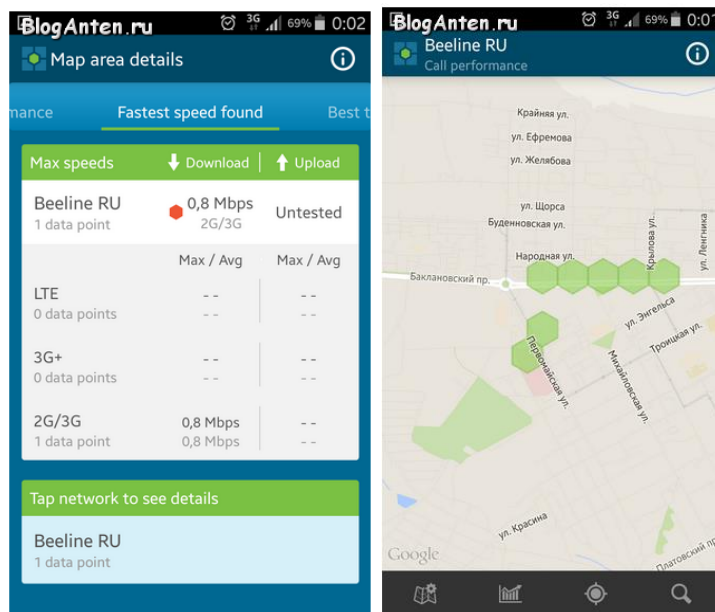 BlogAnten.ru
3G
69%
0:02
Map area details
mance
Fastest speed found
Best t
Max speeds
Download
Upload
Beeline RU
0,8 Mbps
Untested
1 data point
2G/3G
Max / Avg
Max / Avg
LTE
- -
- -
0 data points
- -
- -
3G+
- -
- -
0 data points
- -
- -
2G/3G
0,8 Mbps
- -
1 data point
0,8 Mbps
- -
Tap network to see details
Beeline RU
1 data point
BlogAnten.ru
3G
69%
0:01
Beeline RU
Call performance
Крайняя ул.
ул. Ефремова
ул. Желябова
ул. Щорса
Буденновская ул.
Крылова ул.
ул. Ленгника
Народная ул.
Баклановский пр.
ул. Энгельса
Троицкая ул.
Первомайская ул.
Михайловская ул.
ул. Красина
Платовский пр
Google